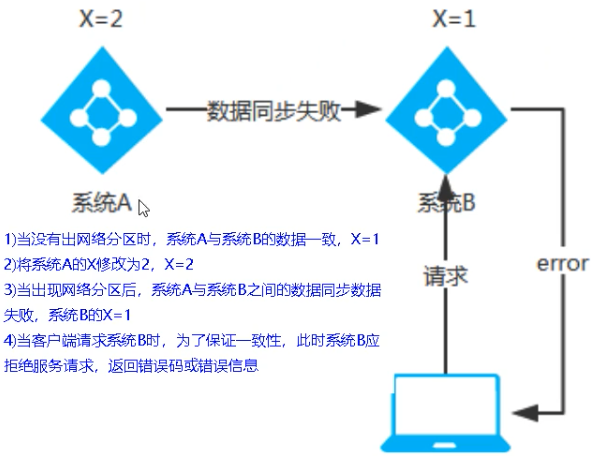 X=2
X=1
数据同步失败
系统A
系统B
1)当没有出网络分区时，系统A与系统B的数据一致，X=1
2)将系统A的X修改为2，X=2
3)当出现网络分区后，系统A与系统B之间的数据同步数据
失败，系统B的X=1
4)当客户端请求系统B时，为了保证一致性，此时系统B应
拒绝服务请求，返回错误码或错误信息
请求
error